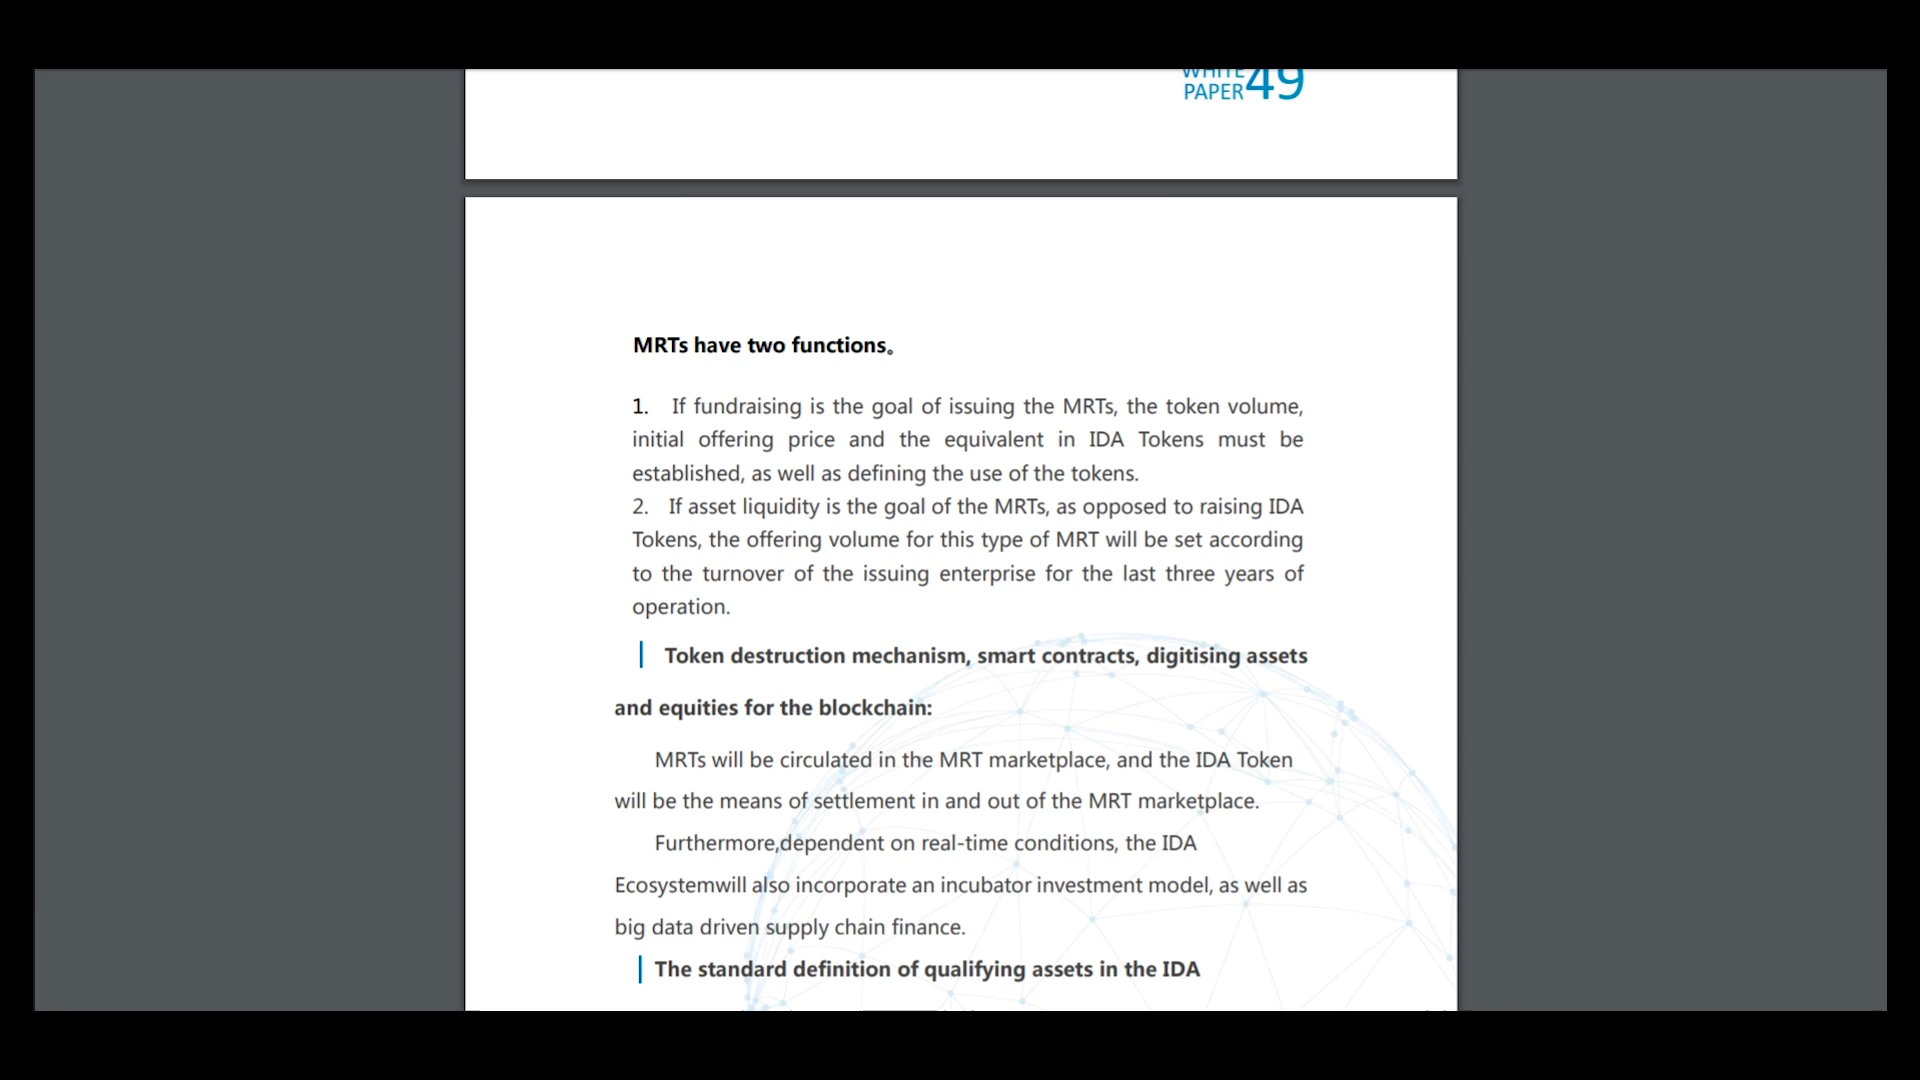 WHITE
PAPER 49
MRTs have two functions。
1. If fundraising is the goal of issuing the MRTs, the token volume,
initial offering price and the equivalent in IDA Tokens must be
established, as well as defining the use of the tokens.
2. If asset liquidity is the goal of the MRTs, as opposed to raising IDA
Tokens, the offering volume for this type of MRT will be set according
to the turnover of the issuing enterprise for the last three years of
operation.
Token destruction mechanism, smart contracts, digitising assets
and equities for the blockchain:
MRTs will be circulated in the MRT marketplace, and the IDA Token
will be the means of settlement in and out of the MRT marketplace.
Furthermore,dependent on real-time conditions, the IDA
Ecosystemwill also incorporate an incubator investment model, as well as
big data driven supply chain finance.
The standard definition of qualifying assets in the IDA